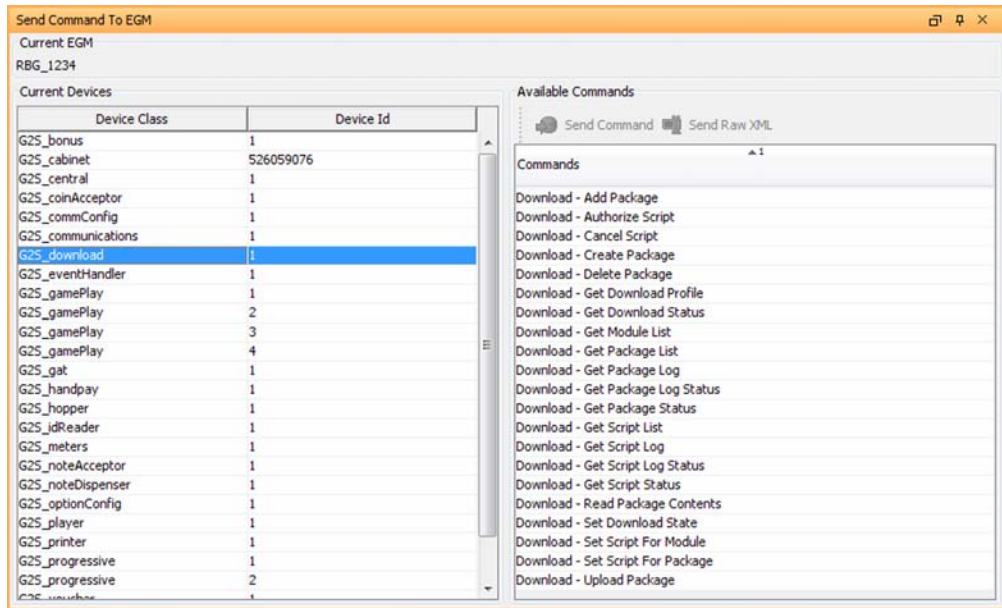 Send Command To EGM
Current EGM
RBG_1234
Current Devices
Device Class Device Id
G2S_bonus 1
G2S_cabinet 526059076
G2S_central 1
G2S_coinAcceptor 1
G2S_commConfig 1
G2S_communications 1
G2S_download 1
G2S_eventHandler 1
G2S_gamePlay 1
G2S_gamePlay 2
G2S_gamePlay 3
G2S_gamePlay 4
G2S_gat 1
G2S_handpay 1
G2S_hopper 1
G2S_idReader 1
G2S_meters 1
G2S_noteAcceptor 1
G2S_noteDispenser 1
G2S_optionConfig 1
G2S_player 1
G2S_printer 1
G2S_progressive 1
G2S_progressive 2
G2S_voucher 1
Available Commands
Send Command Send Raw XML
1
Commands
Download - Add Package
Download - Authorize Script
Download - Cancel Script
Download - Create Package
Download - Delete Package
Download - Get Download Profile
Download - Get Download Status
Download - Get Module List
Download - Get Package List
Download - Get Package Log
Download - Get Package Log Status
Download - Get Package Status
Download - Get Script List
Download - Get Script Log
Download - Get Script Log Status
Download - Get Script Status
Download - Read Package Contents
Download - Set Download State
Download - Set Script For Module
Download - Set Script For Package
Download - Upload Package